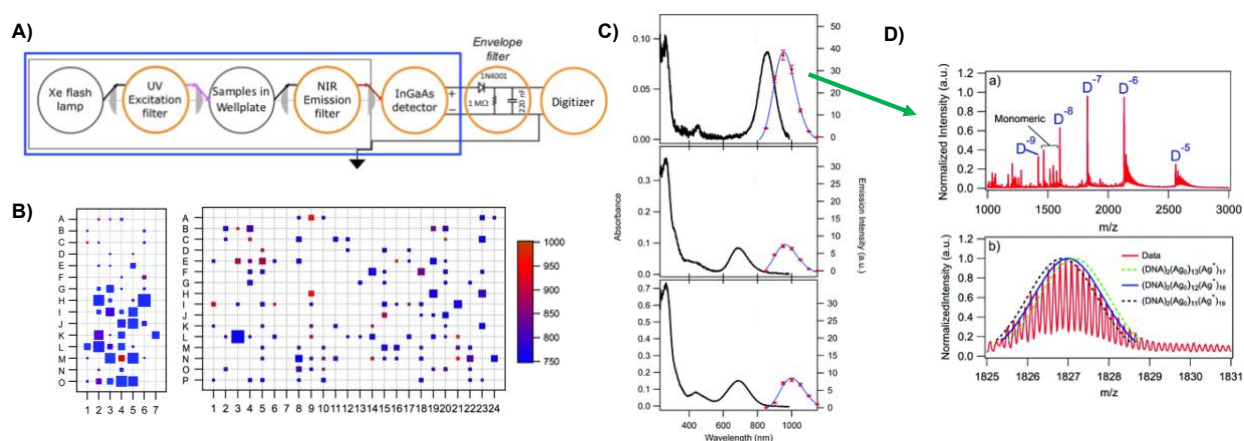 A)
Envelope
filter
Xe flash
lamp
UV
Excitation
filter
Samples in
Wellplate
NIR
Emission
filter
InGaAs
detector
+
−
1N4001
1 MΩ
220 nF
Digitizer
B)
A
B
C
D
E
F
G
H
I
J
K
L
M
N
O
1 2 3 4 5 6 7
A
B
C
D
E
F
G
H
I
J
K
L
M
N
O
P
1 2 3 4 5 6 7 8 9 10 11 12 13 14 15 16 17 18 19 20 21 22 23 24
1000
950
900
850
800
750
C)
0.10
0.05
0.00
40
30
20
10
0
0.4
0.3
0.2
0.1
0.0
30
20
10
0
0.7
0.6
0.5
0.4
0.3
0.2
0.1
0.0
30
20
10
0
Absorbance
Emission Intensity (a.u.)
400 600 800 1000
Wavelength (nm)
D)
a)
Normalized Intensity (a.u.)
1.2
1.0
0.8
0.6
0.4
0.2
0.0
D-9
Monomeric
D-8
D-7
D-6
D-5
1000 1500 2000 2500 3000
m/z
b)
NormalizedIntensity (a.u.)
1.2
1.0
0.8
0.6
0.4
0.2
0.0
Data
(DNA)2(Ag0)13(Ag+)17
(DNA)2(Ag0)12(Ag+)18
(DNA)2(Ag0)11(Ag+)19
1825 1826 1827 1828 1829 1830 1831
m/z